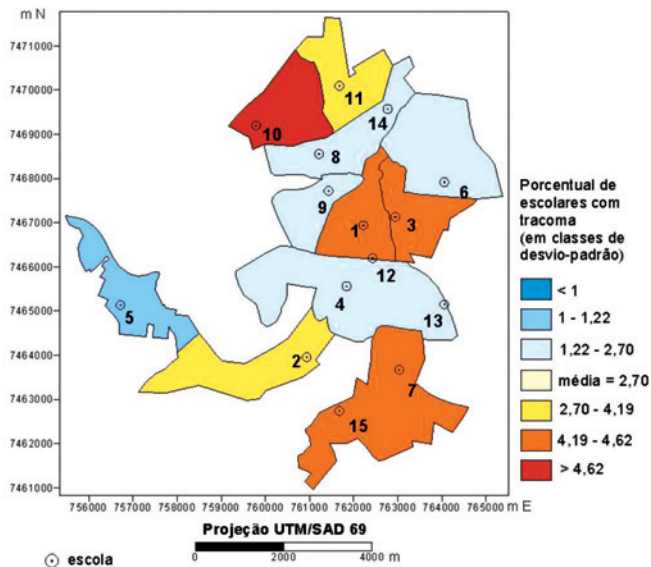 m N
7471000
7470000
7469000
7468000
7467000
7466000
7465000
7464000
7463000
7462000
7461000
11
10
14
8
6
9
1
3
12
5
4
13
2
7
15
Porcentual de
escolares com
tracoma
(em classes de
desvio-padrão)
< 1
1 - 1,22
1,22 - 2,70
média = 2,70
2,70 - 4,19
4,19 - 4,62
> 4,62
756000 757000 758000 759000 760000 761000 762000 763000 764000 765000 m E
Projeção UTM/SAD 69
0 2000 4000 m
escola